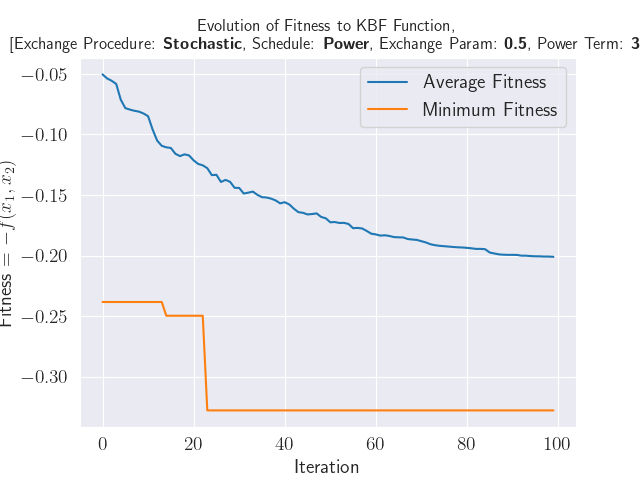 Evolution of Fitness to KBF Function,
[Exchange Procedure: Stochastic, Schedule: Power, Exchange Param: 0.5, Power Term: 3
Average Fitness
Minimum Fitness
Fitness = −f(x₁, x₂)
−0.05
−0.10
−0.15
−0.20
−0.25
−0.30
0 20 40 60 80 100
Iteration